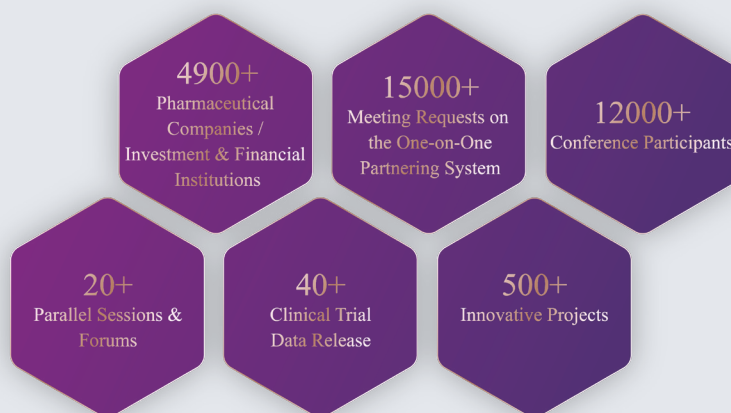 4900+
Pharmaceutical
Companies /
Investment & Financial
Institutions
15000+
Meeting Requests on
the One-on-One
Partnering System
12000+
Conference Participants
20+
Parallel Sessions &
Forums
40+
Clinical Trial
Data Release
500+
Innovative Projects